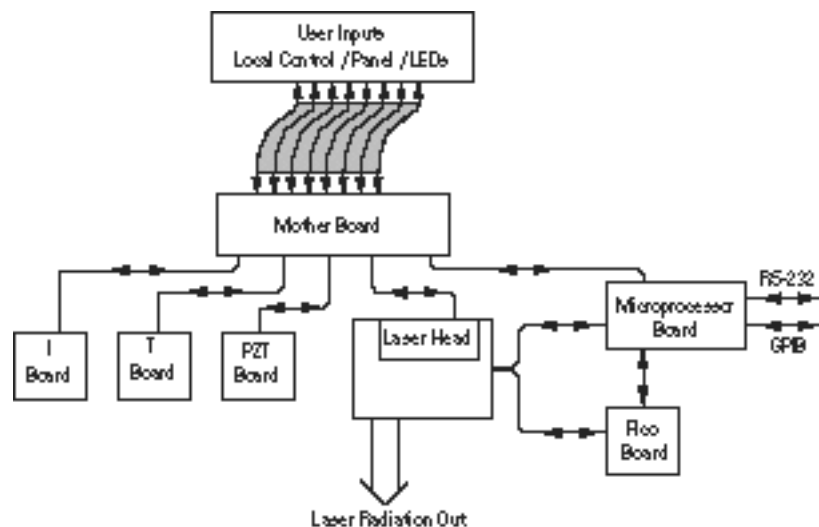 User Inputs
Local Control /Panel /LEDs
Mother Board
RS-232
Microprocessor
Board
GPIB
I
Board
T
Board
PZT
Board
Laser Head
Board
Laser Radiation Out